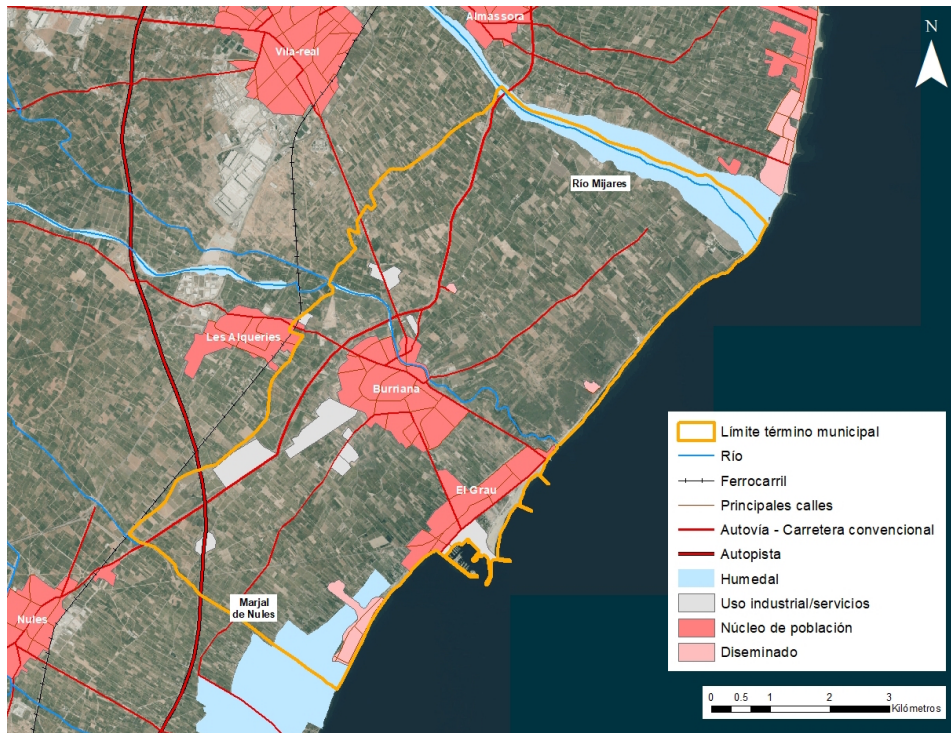 Almassora
Vila-real
N
Río Mijares
Les Alqueries
Burriana
El Grau
Marjal
de Nules
Nules
Límite término municipal
Río
Ferrocarril
Principales calles
Autovía - Carretera convencional
Autopista
Humedal
Uso industrial/servicios
Núcleo de población
Diseminado
0 0.5 1 2 3
Kilómetros